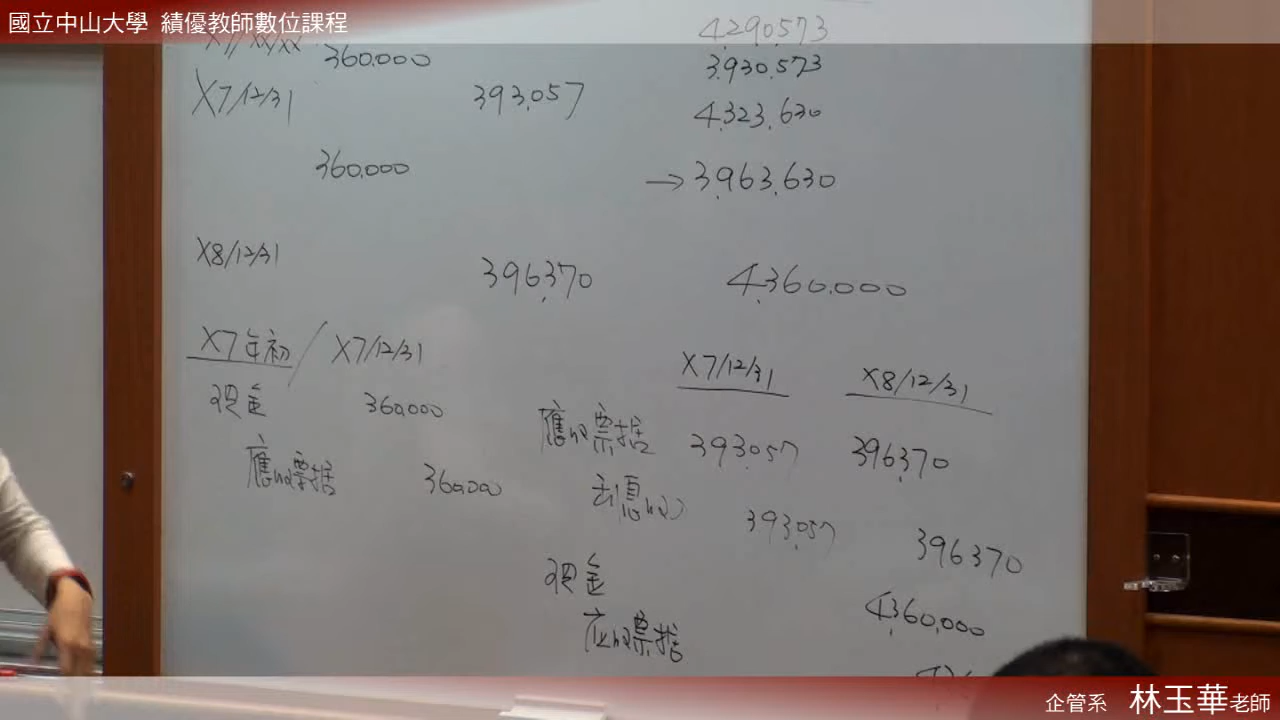 國立中山大學 績優教師數位課程
4,290,573
360,000 3,930,573
X7/12/31 393,057 4,323,630
360,000 → 3,963,630
X8/12/31 396,370 4,360,000
X7年初 / X7/12/31
現金 360,000
應收票據 360,000
X7/12/31 X8/12/31
應收票據 393,057 396,370
利息收入 393,057 396,370
現金 4,360,000
應收票據
企管系 林玉華老師